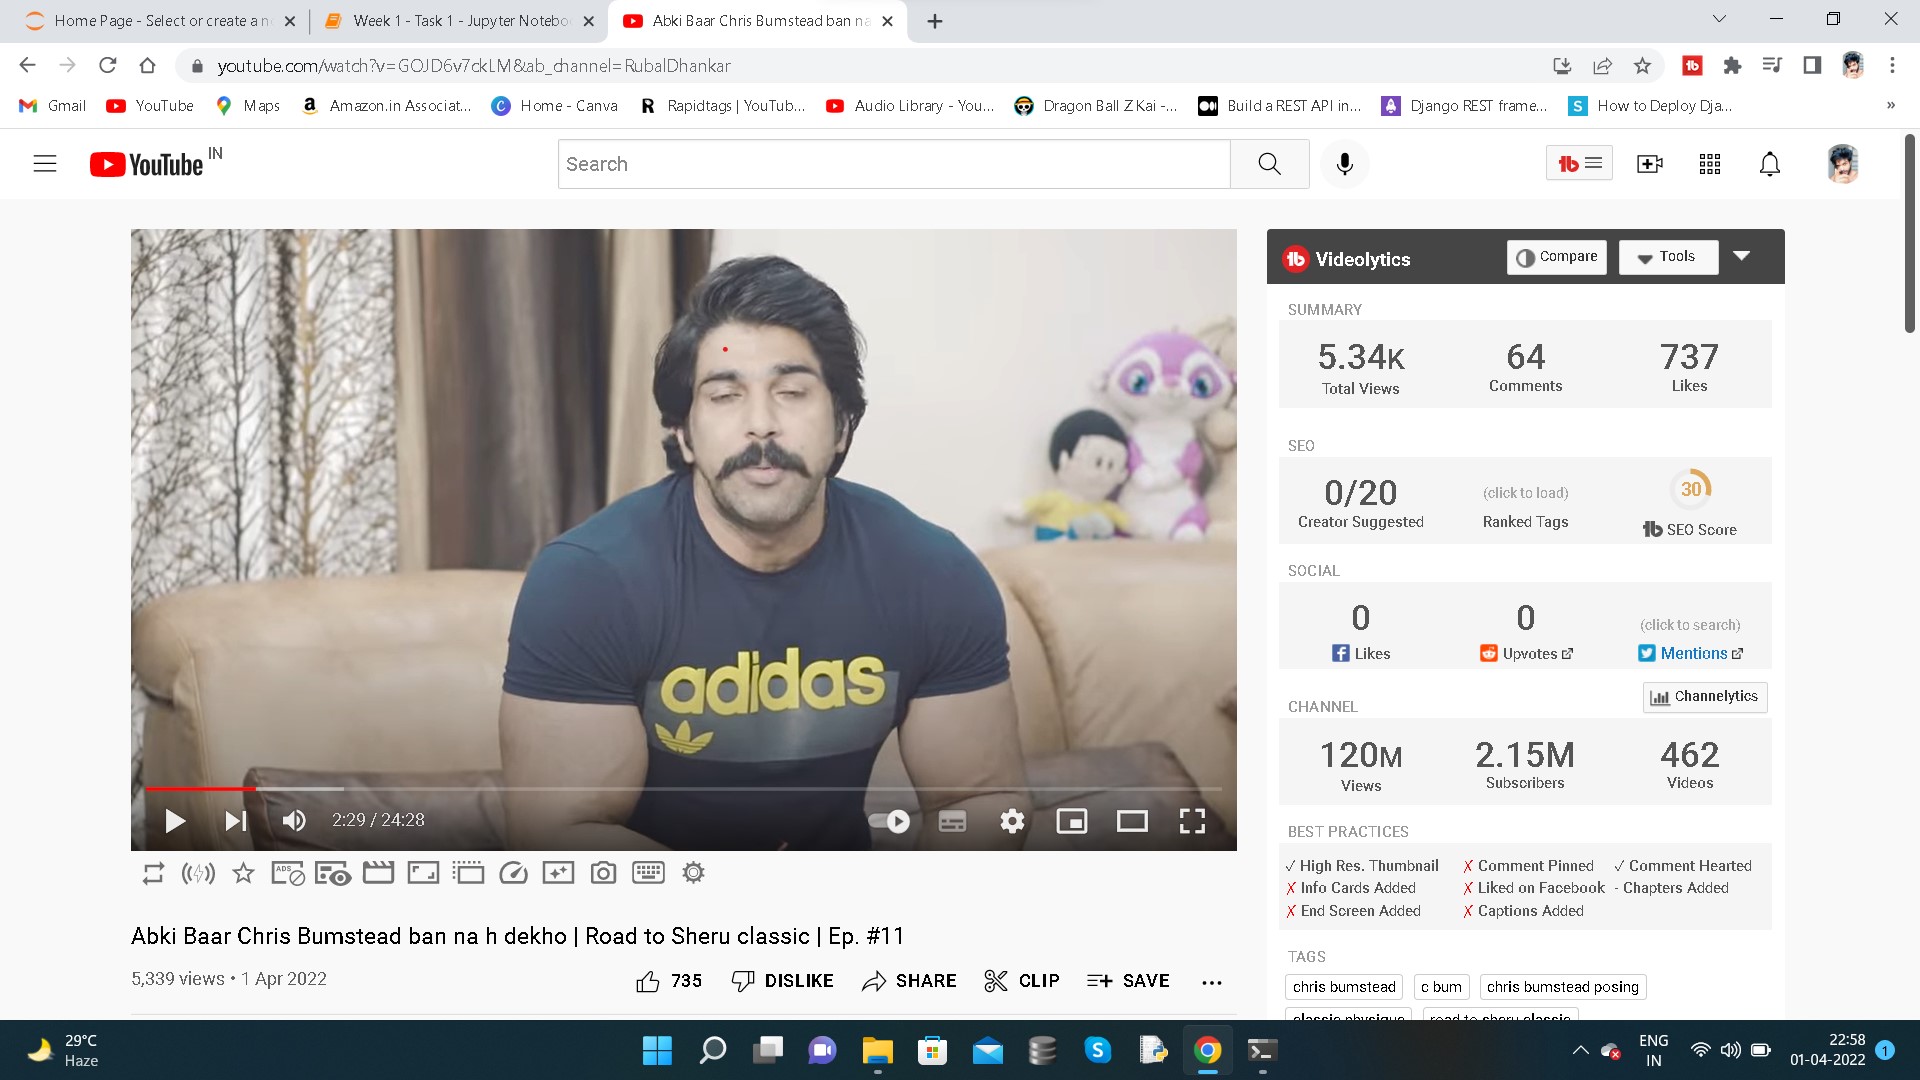 Home Page - Select or create a n
Week 1 - Task 1 - Jupyter Notebo
Abki Baar Chris Bumstead ban na
youtube.com/watch?v=GOJD6v7ckLM&ab_channel=RubalDhankar
Gmail YouTube Maps Amazon.in Associat... Home - Canva Rapidtags | YouTub... Audio Library - You... Dragon Ball Z Kai -... Build a REST API in... Django REST frame... How to Deploy Dja... »
YouTube IN
Search
adidas
2:29 / 24:28
ADS
Abki Baar Chris Bumstead ban na h dekho | Road to Sheru classic | Ep. #11
5,339 views • 1 Apr 2022
735 DISLIKE SHARE CLIP SAVE ...
Videolytics Compare Tools
SUMMARY
5.34K 64 737
Total Views Comments Likes
SEO
0/20 (click to load) 30
Creator Suggested Ranked Tags SEO Score
SOCIAL
0 0 (click to search)
Likes Upvotes Mentions
CHANNEL Channelytics
120M 2.15M 462
Views Subscribers Videos
BEST PRACTICES
✓ High Res. Thumbnail ✗ Comment Pinned ✓ Comment Hearted
✗ Info Cards Added ✗ Liked on Facebook - Chapters Added
✗ End Screen Added ✗ Captions Added
TAGS
chris bumstead c bum chris bumstead posing
classic physique road to sheru classic
29°C
Haze
ENG
IN
22:58
01-04-2022
1